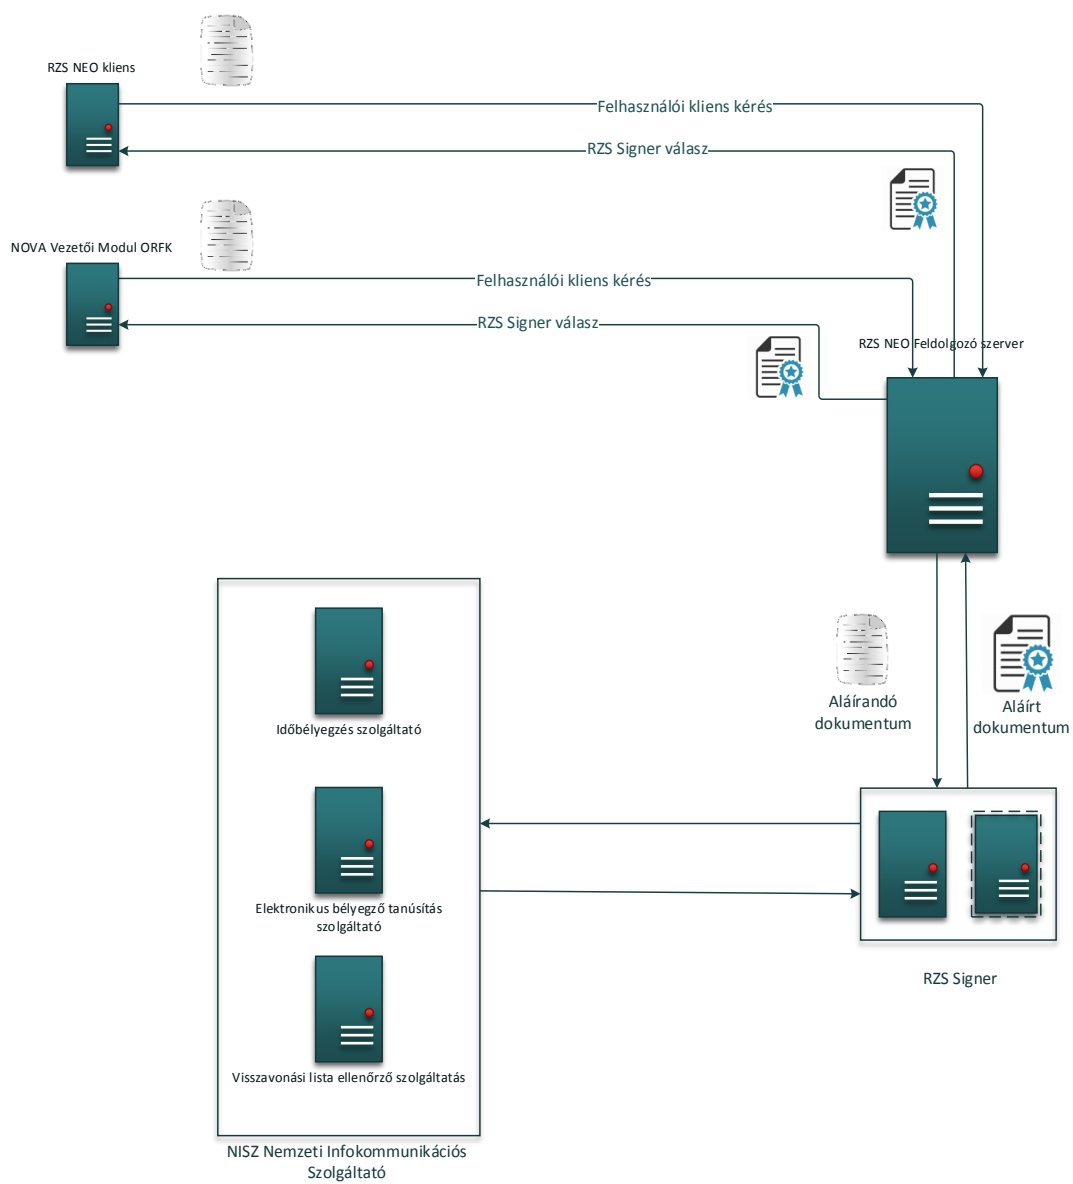 RZS NEO kliens
Felhasználói kliens kérés
RZS Signer válasz
NOVA Vezetői Modul ORFK
Felhasználói kliens kérés
RZS Signer válasz
RZS NEO Feldolgozó szerver
Aláírandó
dokumentum
Aláírt
dokumentum
Időbélyegzés szolgáltató
Elektronikus bélyegző tanúsítás
szolgáltató
Visszavonási lista ellenőrző szolgáltatás
RZS Signer
NISZ Nemzeti Infokommunikációs
Szolgáltató